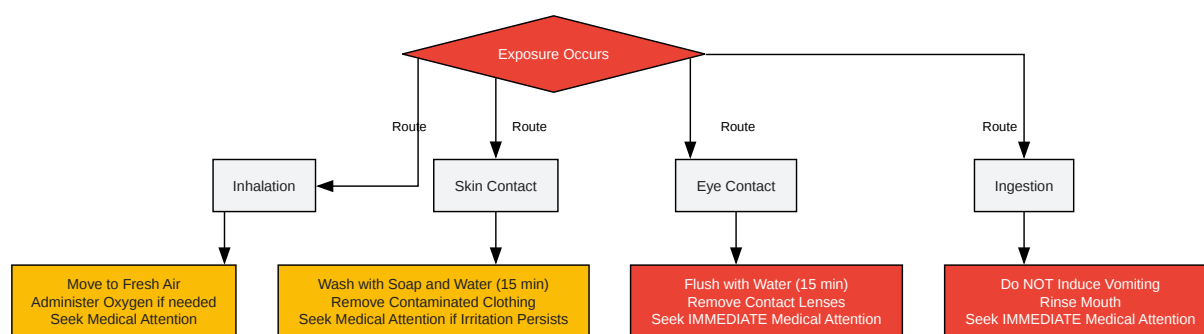 Exposure Occurs
Route
Route
Route
Route
Inhalation
Skin Contact
Eye Contact
Ingestion
Move to Fresh Air
Administer Oxygen if needed
Seek Medical Attention
Wash with Soap and Water (15 min)
Remove Contaminated Clothing
Seek Medical Attention if Irritation Persists
Flush with Water (15 min)
Remove Contact Lenses
Seek IMMEDIATE Medical Attention
Do NOT Induce Vomiting
Rinse Mouth
Seek IMMEDIATE Medical Attention